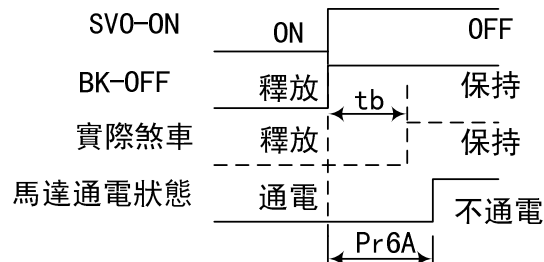 SVO-ON ON OFF
BK-OFF 釋放 tb 保持
實際煞車 釋放 保持
馬達通電狀態 通電 不通電
Pr6A